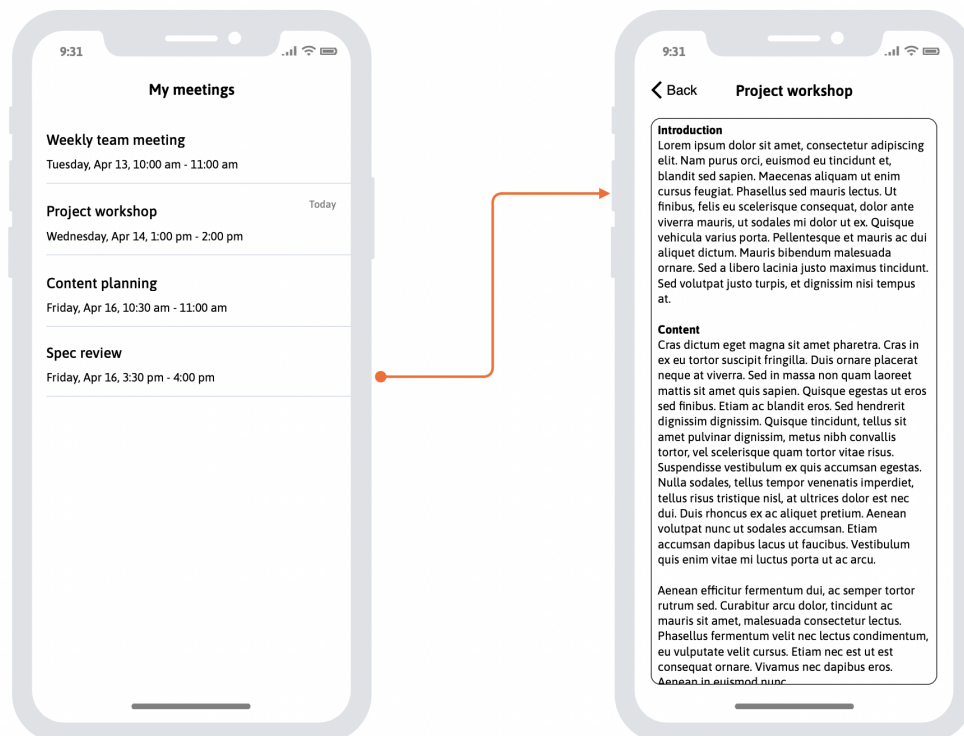 9:31
My meetings
Weekly team meeting
Tuesday, Apr 13, 10:00 am - 11:00 am
Project workshop
Today
Wednesday, Apr 14, 1:00 pm - 2:00 pm
Content planning
Friday, Apr 16, 10:30 am - 11:00 am
Spec review
Friday, Apr 16, 3:30 pm - 4:00 pm
9:31
Back
Project workshop
Introduction
Lorem ipsum dolor sit amet, consectetur adipiscing
elit. Nam purus orci, euismod eu tincidunt et,
blandit sed sapien. Maecenas aliquam ut enim
cursus feugiat. Phasellus sed mauris lectus. Ut
finibus, felis eu scelerisque consequat, dolor ante
viverra mauris, ut sodales mi dolor ut ex. Quisque
vehicula varius porta. Pellentesque et mauris ac dui
aliquet dictum. Mauris bibendum malesuada
ornare. Sed a libero lacinia justo maximus tincidunt.
Sed volutpat justo turpis, et dignissim nisi tempus
at.
Content
Cras dictum eget magna sit amet pharetra. Cras in
ex eu tortor suscipit fringilla. Duis ornare placerat
neque at viverra. Sed in massa non quam laoreet
mattis sit amet quis sapien. Quisque egestas ut eros
sed finibus. Etiam ac blandit eros. Sed hendrerit
dignissim dignissim. Quisque tincidunt, tellus sit
amet pulvinar dignissim, metus nibh convallis
tortor, vel scelerisque quam tortor vitae risus.
Suspendisse vestibulum ex quis accumsan egestas.
Nulla sodales, tellus tempor venenatis imperdiet,
tellus risus tristique nisl, at ultrices dolor est nec
dui. Duis rhoncus ex ac aliquet pretium. Aenean
volutpat nunc ut sodales accumsan. Etiam
accumsan dapibus lacus ut faucibus. Vestibulum
quis enim vitae mi luctus porta ut ac arcu.
Aenean efficitur fermentum dui, ac semper tortor
rutrum sed. Curabitur arcu dolor, tincidunt ac
mauris sit amet, malesuada consectetur lectus.
Phasellus fermentum velit nec lectus condimentum,
eu vulputate velit cursus. Etiam nec est ut est
consequat ornare. Vivamus nec dapibus eros.
Aenean in euismod nunc